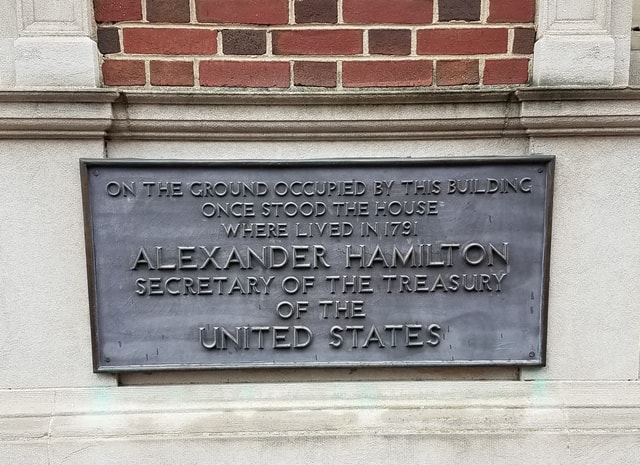 ON THE GROUND OCCUPIED BY THIS BUILDING
ONCE STOOD THE HOUSE
WHERE LIVED IN 1791
ALEXANDER HAMILTON
SECRETARY OF THE TREASURY
OF THE
UNITED STATES